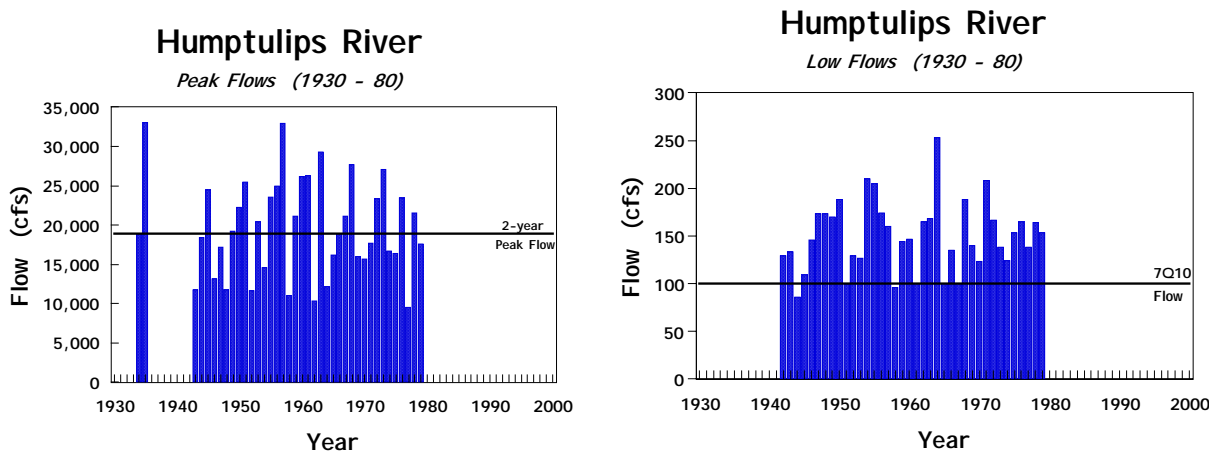 Humptulips River
Peak Flows (1930 - 80)
35,000
30,000
25,000
20,000
15,000
10,000
5,000
0
Flow (cfs)
2-year
Peak Flow
1930 1940 1950 1960 1970 1980 1990 2000
Year
Humptulips River
Low Flows (1930 - 80)
300
250
200
150
100
50
0
Flow (cfs)
7Q10
Flow
1930 1940 1950 1960 1970 1980 1990 2000
Year